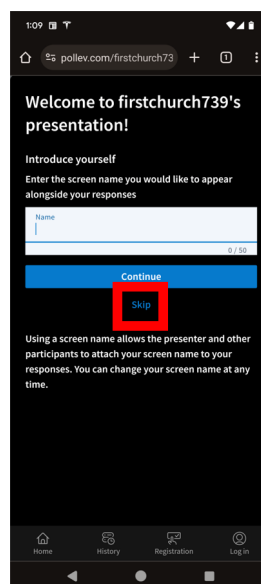 1:09
pollev.com/firstchurch73
1
Welcome to firstchurch739's
presentation!
Introduce yourself
Enter the screen name you would like to appear
alongside your responses
Name
0 / 50
Continue
Skip
Using a screen name allows the presenter and other
participants to attach your screen name to your
responses. You can change your screen name at any
time.
Home History Registration Log in